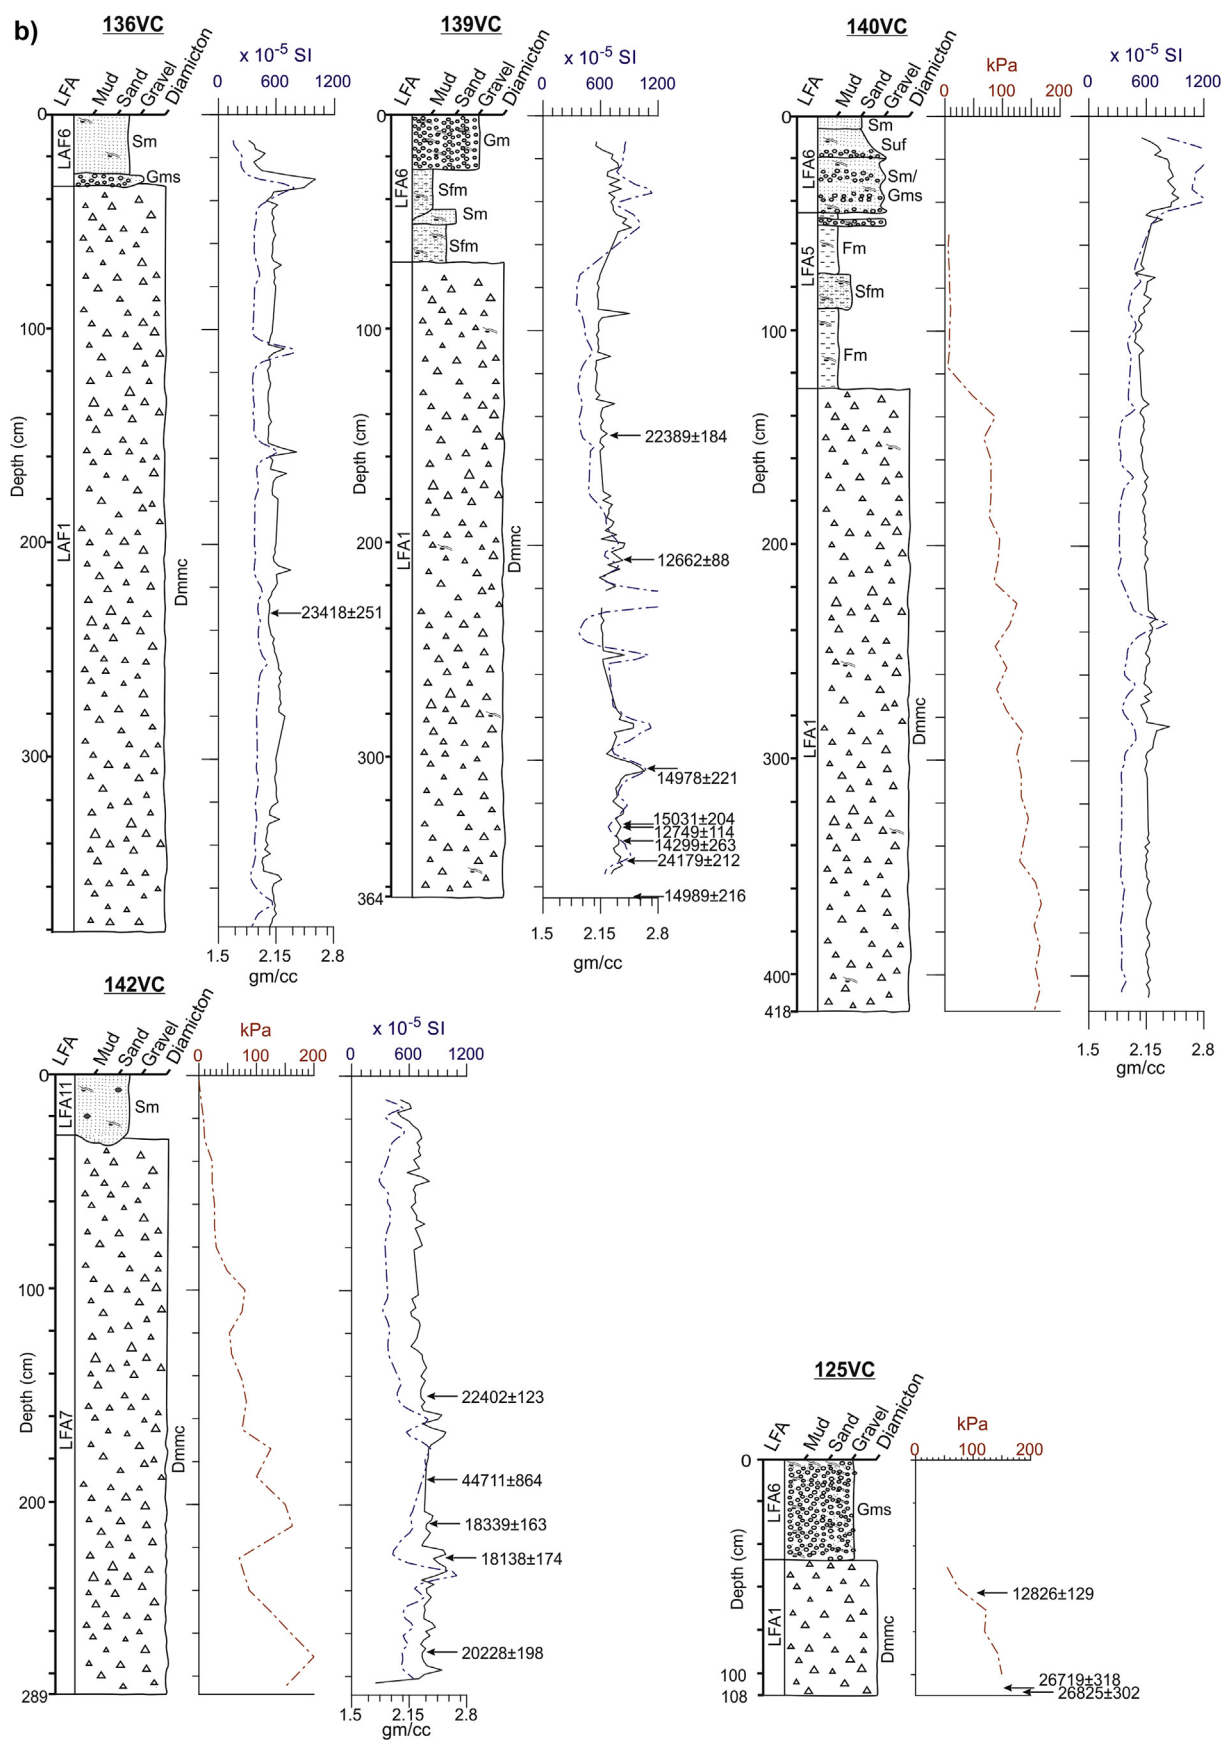 b)
136VC
LFA
Mud
Sand
Gravel
Diamicton
x 10-5 SI
0 600 1200
0
100
200
300
Depth (cm)
LAF6
LAF1
Sm
Gms
Dmmc
23418±251
1.5 2.15 2.8
gm/cc
139VC
LFA
Mud
Sand
Gravel
Diamicton
x 10-5 SI
0 600 1200
0
100
200
300
364
Depth (cm)
LFA6
LFA1
Gm
Sfm
Sm
Sfm
Dmmc
22389±184
12662±88
14978±221
15031±204
12749±114
14299±263
24179±212
14989±216
1.5 2.15 2.8
gm/cc
140VC
LFA
Mud
Sand
Gravel
Diamicton
kPa
0 100 200
x 10-5 SI
0 600 1200
0
100
200
300
400
418
Depth (cm)
LFA6
LFA5
LFA1
Sm
Suf
Sm/
Gms
Fm
Sfm
Fm
Dmmc
1.5 2.15 2.8
gm/cc
142VC
LFA
Mud
Sand
Gravel
Diamicton
kPa
0 100 200
x 10-5 SI
0 600 1200
0
100
200
289
Depth (cm)
LFA11
LFA7
Sm
Dmmc
22402±123
44711±864
18339±163
18138±174
20228±198
1.5 2.15 2.8
gm/cc
125VC
LFA
Mud
Sand
Gravel
Diamicton
kPa
0 100 200
0
100
108
Depth (cm)
LFA6
LFA1
Gms
Dmmc
12826±129
26719±318
26825±302